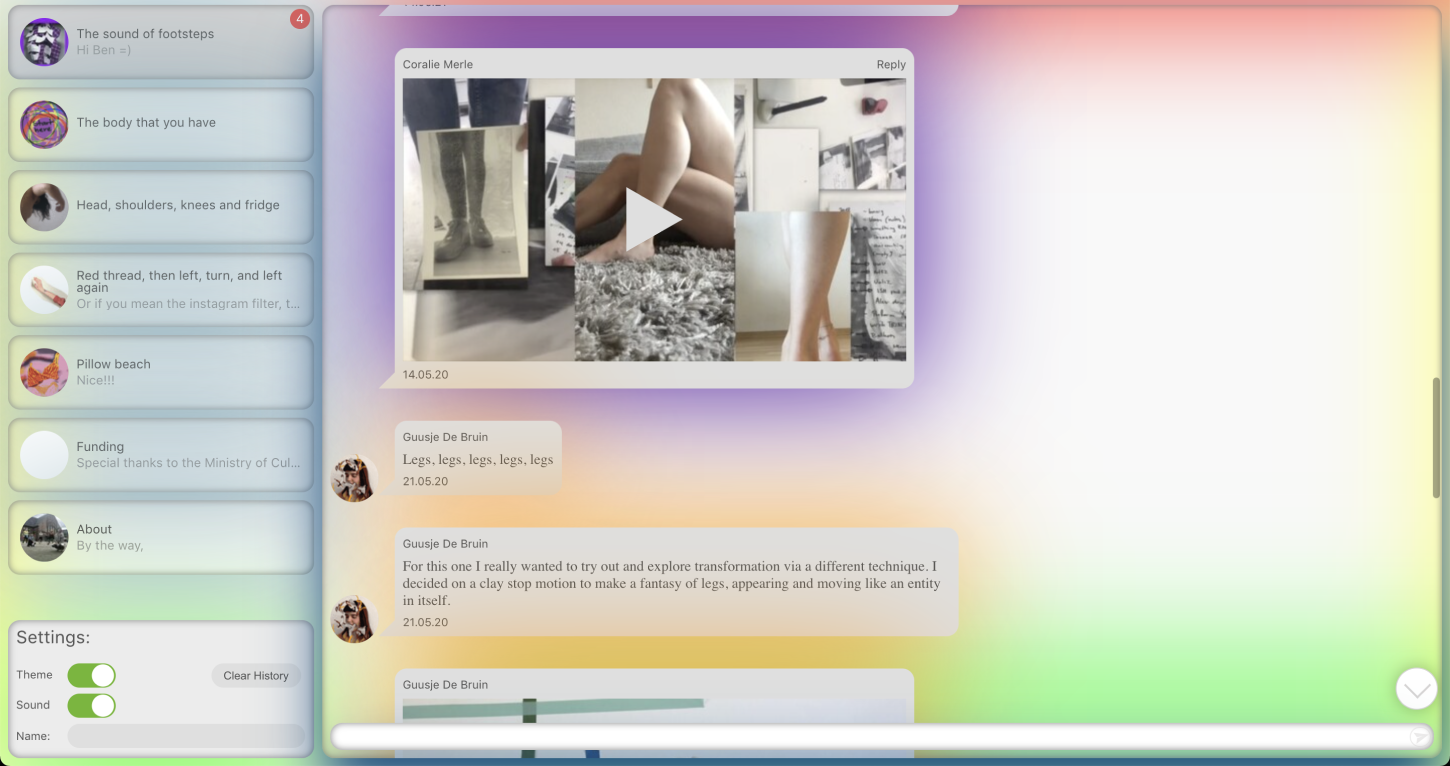 4
The sound of footsteps
Hi Ben =)
The body that you have
Head, shoulders, knees and fridge
Red thread, then left, turn, and left
again
Or if you mean the instagram filter, t...
Pillow beach
Nice!!!
Funding
Special thanks to the Ministry of Cul...
About
By the way,
Settings:
Theme
Clear History
Sound
Name:
Coralie Merle
Reply
14.05.20
Guusje De Bruin
Legs, legs, legs, legs, legs
21.05.20
Guusje De Bruin
For this one I really wanted to try out and explore transformation via a different technique. I
decided on a clay stop motion to make a fantasy of legs, appearing and moving like an entity
in itself.
21.05.20
Guusje De Bruin